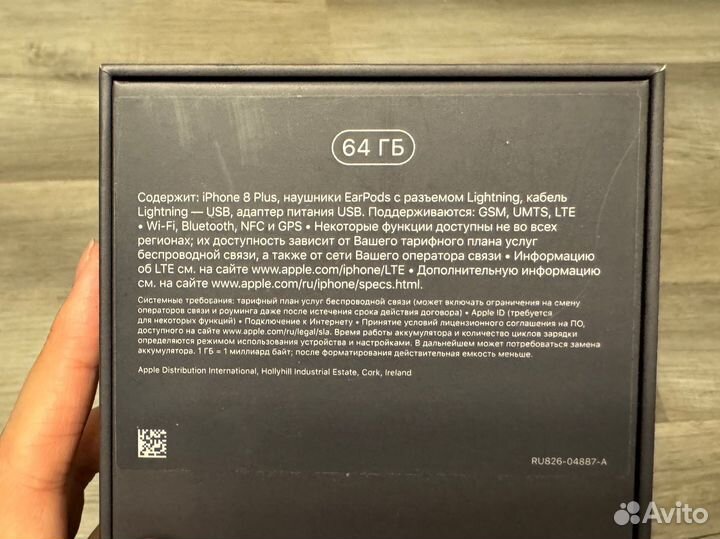 64 ГБ
Содержит: iPhone 8 Plus, наушники EarPods с разъемом Lightning, кабель
Lightning — USB, адаптер питания USB. Поддерживаются: GSM, UMTS, LTE
• Wi-Fi, Bluetooth, NFC и GPS • Некоторые функции доступны не во всех
регионах; их доступность зависит от Вашего тарифного плана услуг
беспроводной связи, а также от сети Вашего оператора связи • Информацию
об LTE см. на сайте www.apple.com/iphone/LTE • Дополнительную информацию
см. на сайте www.apple.com/ru/iphone/specs.html.
Системные требования: тарифный план услуг беспроводной связи (может включать ограничения на смену
операторов связи и роуминга даже после истечения срока действия договора) • Apple ID (требуется
для некоторых функций) • Подключение к Интернету • Принятие условий лицензионного соглашения на ПО,
доступного на сайте www.apple.com/ru/legal/sla. Время работы аккумулятора и количество циклов зарядки
определяются режимом использования устройства и настройками. В дальнейшем может потребоваться замена
аккумулятора. 1 ГБ = 1 миллиард байт; после форматирования действительная емкость меньше.
Apple Distribution International, Hollyhill Industrial Estate, Cork, Ireland
RU826-04887-A
Avito